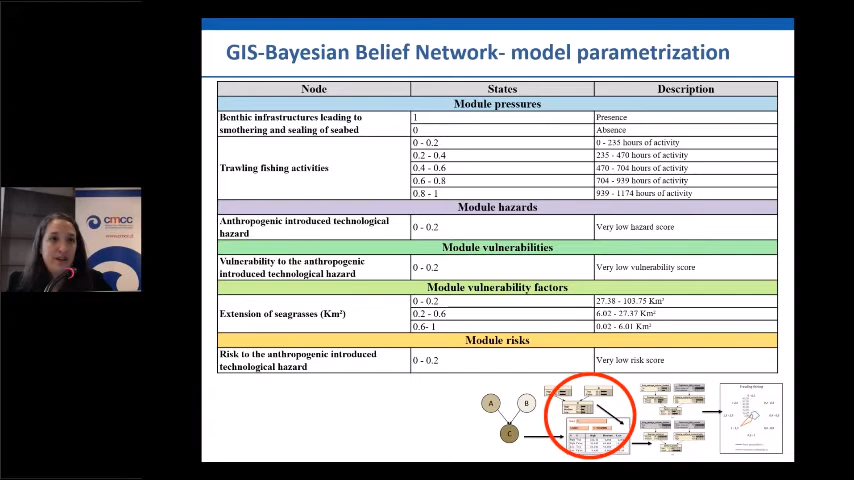 GIS-Bayesian Belief Network- model parametrization
Node States Description
Module pressures
Benthic infrastructures leading to smothering and sealing of seabed
1 Presence
0 Absence
Trawling fishing activities
0 - 0.2 0 - 235 hours of activity
0.2 - 0.4 235 - 470 hours of activity
0.4 - 0.6 470 - 704 hours of activity
0.6 - 0.8 704 - 939 hours of activity
0.8 - 1 939 - 1174 hours of activity
Module hazards
Anthropogenic introduced technological hazard
0 - 0.2 Very low hazard score
Module vulnerabilities
Vulnerability to the anthropogenic introduced technological hazard
0 - 0.2 Very low vulnerability score
Module vulnerability factors
Extension of seagrasses (Km²)
0 - 0.2 27.38 - 103.75 Km²
0.2 - 0.6 6.02 - 27.37 Km²
0.6- 1 0.02 - 6.01 Km²
Module risks
Risk to the anthropogenic introduced technological hazard
0 - 0.2 Very low risk score
A
B
C
cmcc